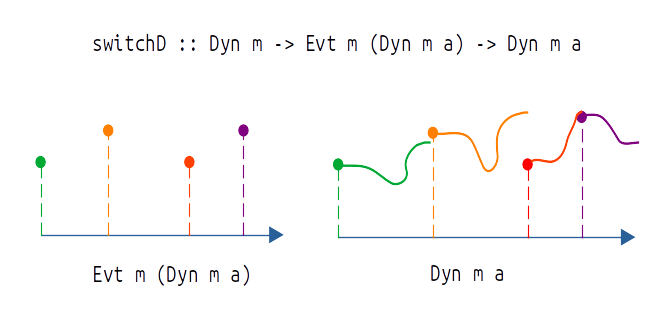 switchD :: Dyn m -> Evt m (Dyn m a) -> Dyn m a
Evt m (Dyn m a)
Dyn m a